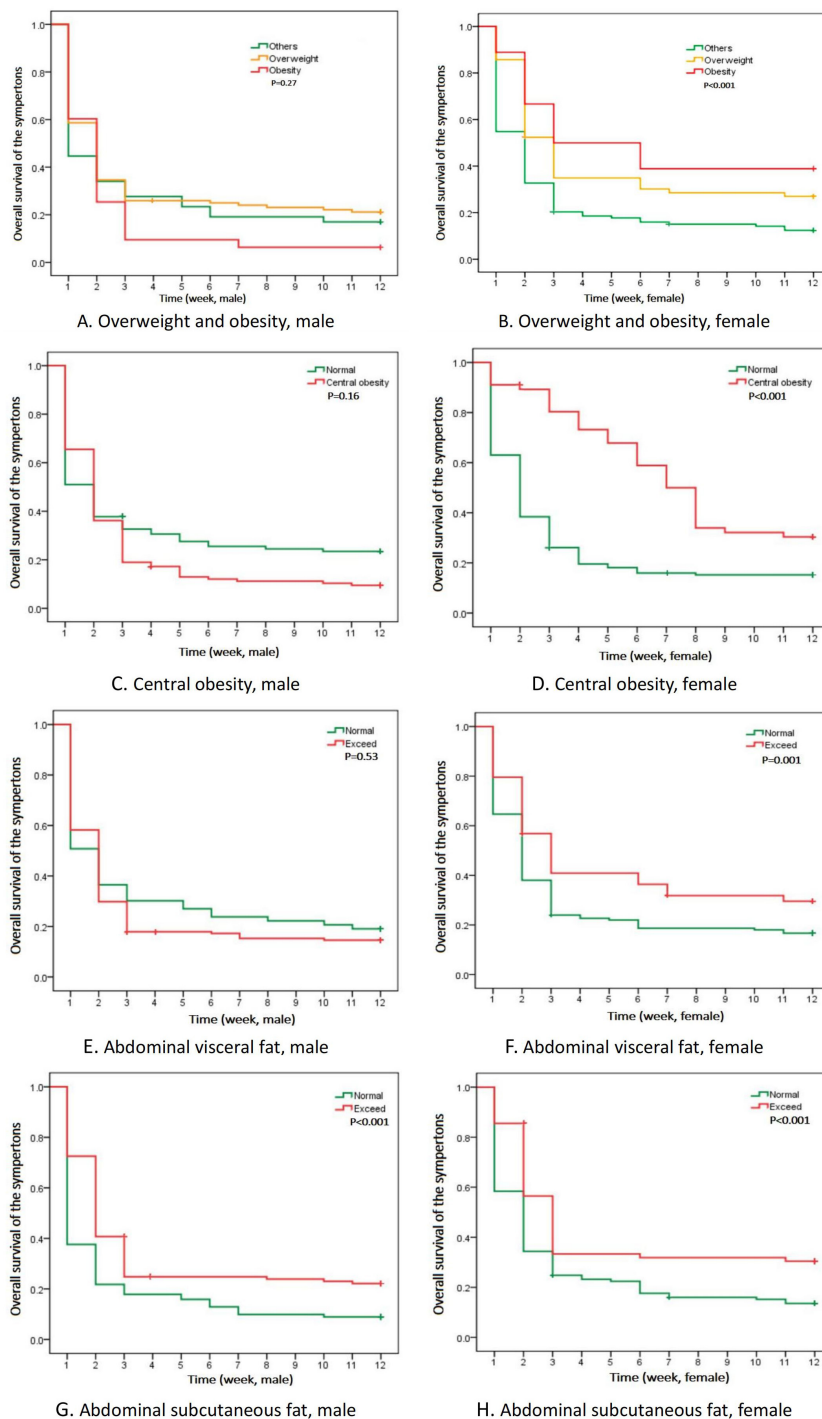 Overall survival of the sympertons
1.0
0.8
0.6
0.4
0.2
0.0
Others
Overweight
Obesity
P=0.27
1 2 3 4 5 6 7 8 9 10 11 12
Time (week, male)
A. Overweight and obesity, male
Overall survival of the sympertons
1.0
0.8
0.6
0.4
0.2
0.0
Others
Overweight
Obesity
P<0.001
1 2 3 4 5 6 7 8 9 10 11 12
Time (week, female)
B. Overweight and obesity, female
Overall survival of the sympertons
1.0
0.8
0.6
0.4
0.2
0.0
Normal
Central obesity
P=0.16
1 2 3 4 5 6 7 8 9 10 11 12
Time (week, male)
C. Central obesity, male
Overall survival of the sympertons
1.0
0.8
0.6
0.4
0.2
0.0
Normal
Central obesity
P<0.001
1 2 3 4 5 6 7 8 9 10 11 12
Time (week, female)
D. Central obesity, female
Overall survival of the sympertons
1.0
0.8
0.6
0.4
0.2
0.0
Normal
Exceed
P=0.53
1 2 3 4 5 6 7 8 9 10 11 12
Time (week, male)
E. Abdominal visceral fat, male
Overall survival of the sympertons
1.0
0.8
0.6
0.4
0.2
0.0
Normal
Exceed
P=0.001
1 2 3 4 5 6 7 8 9 10 11 12
Time (week, female)
F. Abdominal visceral fat, female
Overall survival of the sympertons
1.0
0.8
0.6
0.4
0.2
0.0
Normal
Exceed
P<0.001
1 2 3 4 5 6 7 8 9 10 11 12
Time (week, male)
G. Abdominal subcutaneous fat, male
Overall survival of the sympertons
1.0
0.8
0.6
0.4
0.2
0.0
Normal
Exceed
P<0.001
1 2 3 4 5 6 7 8 9 10 11 12
Time (week, female)
H. Abdominal subcutaneous fat, female